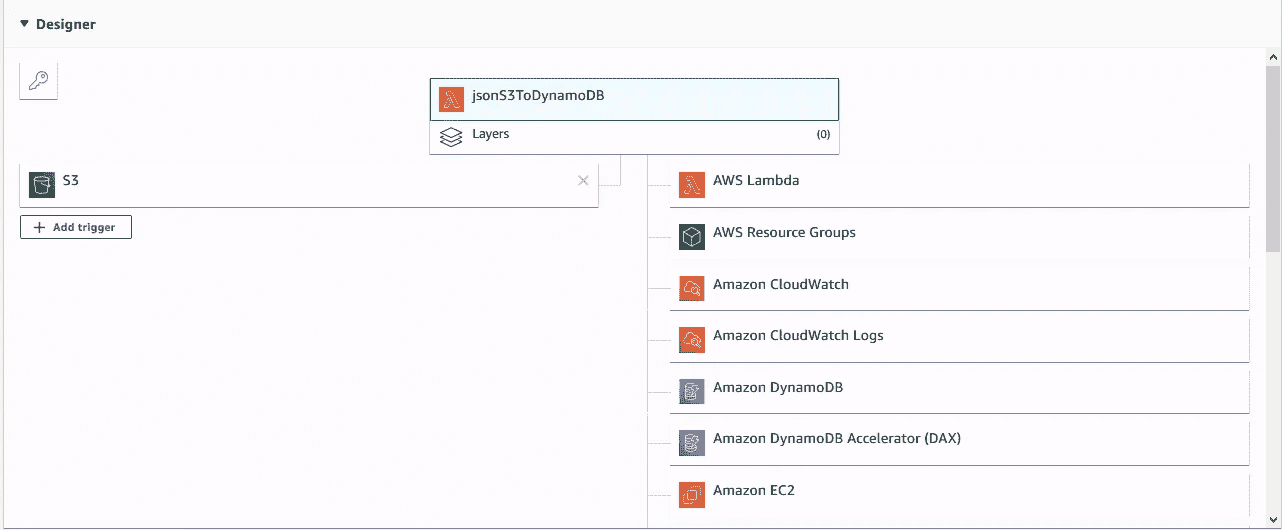 Designer
jsonS3ToDynamoDB
Layers (0)
S3
Add trigger
AWS Lambda
AWS Resource Groups
Amazon CloudWatch
Amazon CloudWatch Logs
Amazon DynamoDB
Amazon DynamoDB Accelerator (DAX)
Amazon EC2